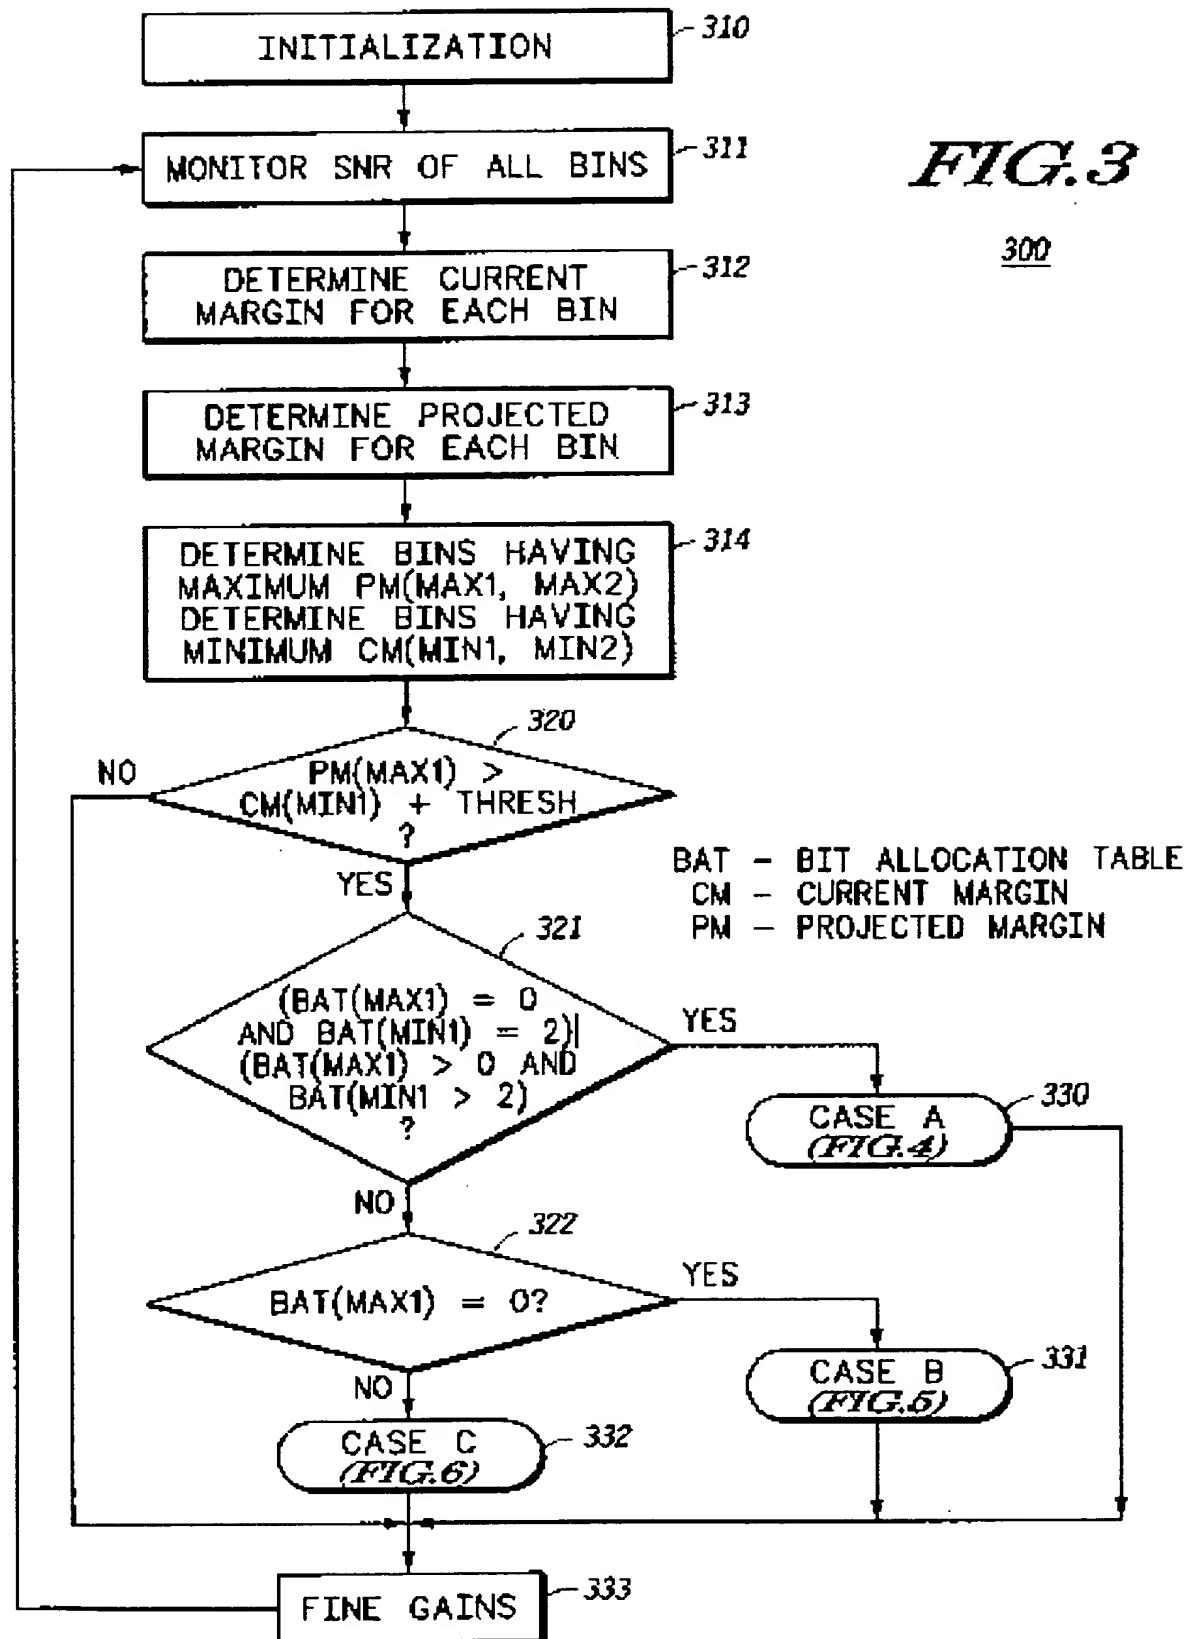 INITIALIZATION
310
MONITOR SNR OF ALL BINS
311
FIG.3
300
DETERMINE CURRENT
MARGIN FOR EACH BIN
312
DETERMINE PROJECTED
MARGIN FOR EACH BIN
313
DETERMINE BINS HAVING
MAXIMUM PM(MAX1, MAX2)
DETERMINE BINS HAVING
MINIMUM CM(MIN1, MIN2)
314
320
NO
PM(MAX1) >
CM(MIN1) + THRESH
?
YES
BAT - BIT ALLOCATION TABLE
CM - CURRENT MARGIN
PM - PROJECTED MARGIN
321
(BAT(MAX1) = 0
AND BAT(MIN1) = 2)|
(BAT(MAX1) > 0 AND
BAT(MIN1 > 2)
?
YES
CASE A
(FIG.4)
330
NO
322
BAT(MAX1) = 0?
YES
CASE B
(FIG.5)
331
NO
CASE C
(FIG.6)
332
FINE GAINS
333